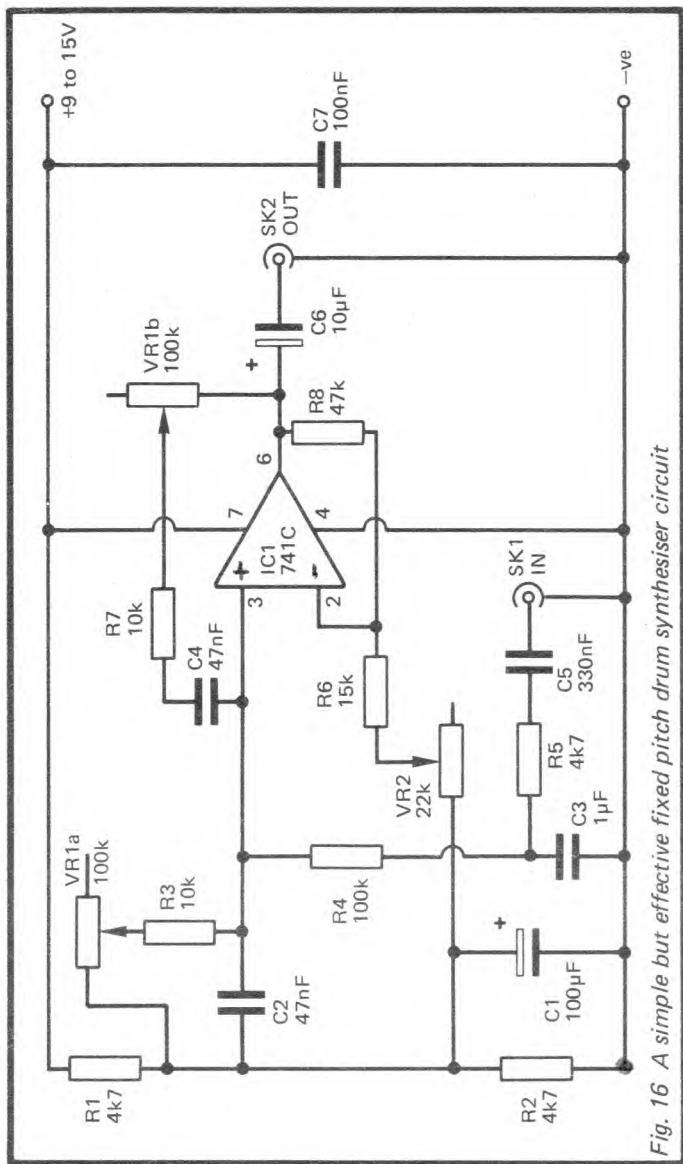 +9 to 15V
R1
4k7
VR1a
100k
R3
10k
C2
47nF
R7
10k
C4
47nF
VR1b
100k
3
+
2
-
IC1
741C
7
4
6
R8
47k
+
C6
10µF
SK2
OUT
C7
100nF
R4
100k
R6
15k
VR2
22k
R5
4k7
C5
330nF
SK1
IN
C3
1µF
+
C1
100µF
R2
4k7
–ve
Fig. 16 A simple but effective fixed pitch drum synthesiser circuit